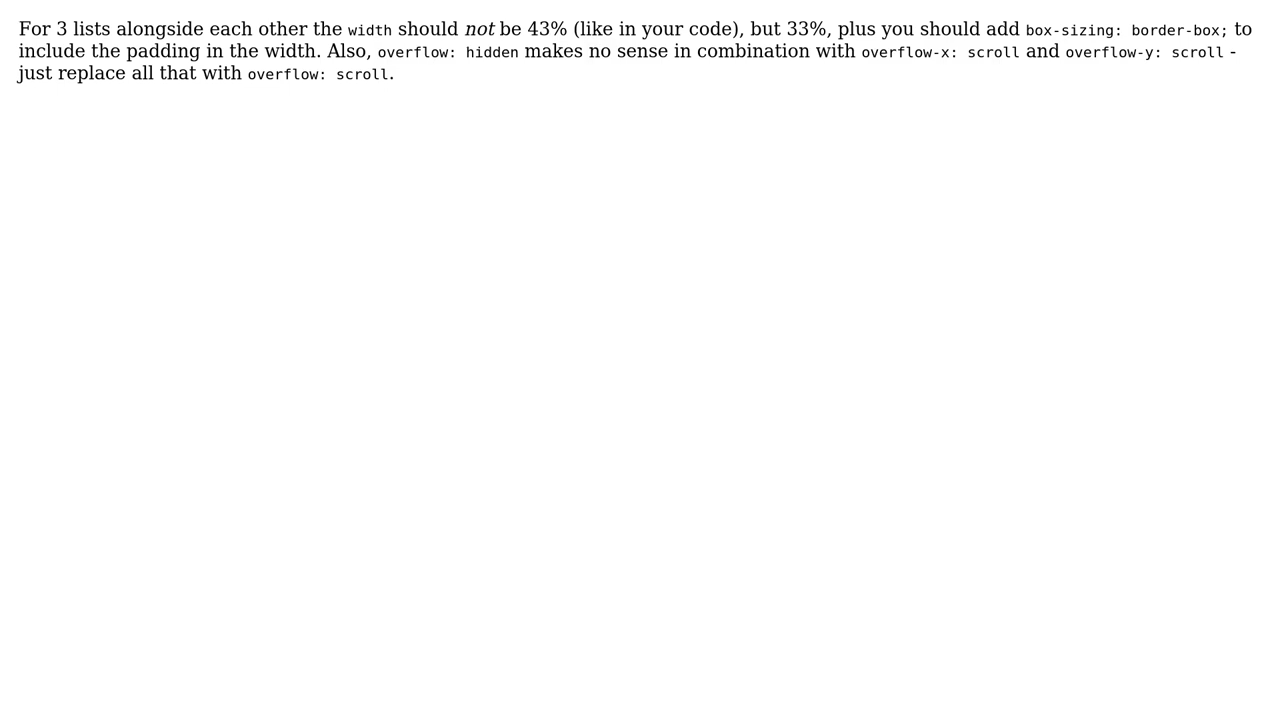 For 3 lists alongside each other the width should not be 43% (like in your code), but 33%, plus you should add box-sizing: border-box; to
include the padding in the width. Also, overflow: hidden makes no sense in combination with overflow-x: scroll and overflow-y: scroll -
just replace all that with overflow: scroll.